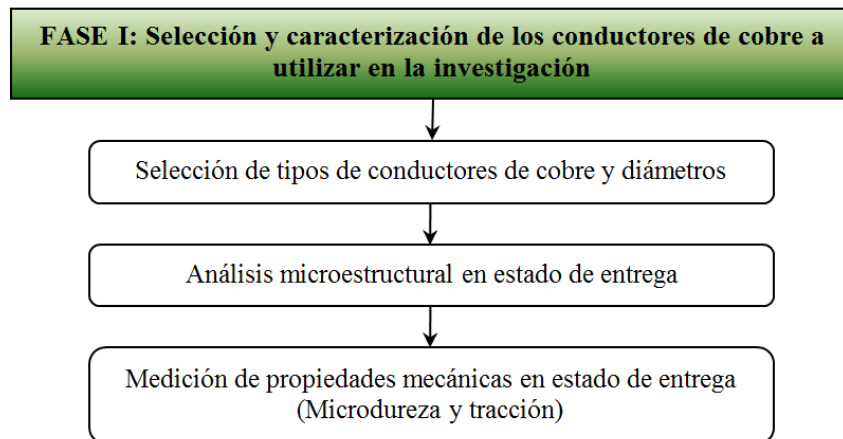 FASE I: Selección y caracterización de los conductores de cobre a
utilizar en la investigación
Selección de tipos de conductores de cobre y diámetros
Análisis microestructural en estado de entrega
Medición de propiedades mecánicas en estado de entrega
(Microdureza y tracción)